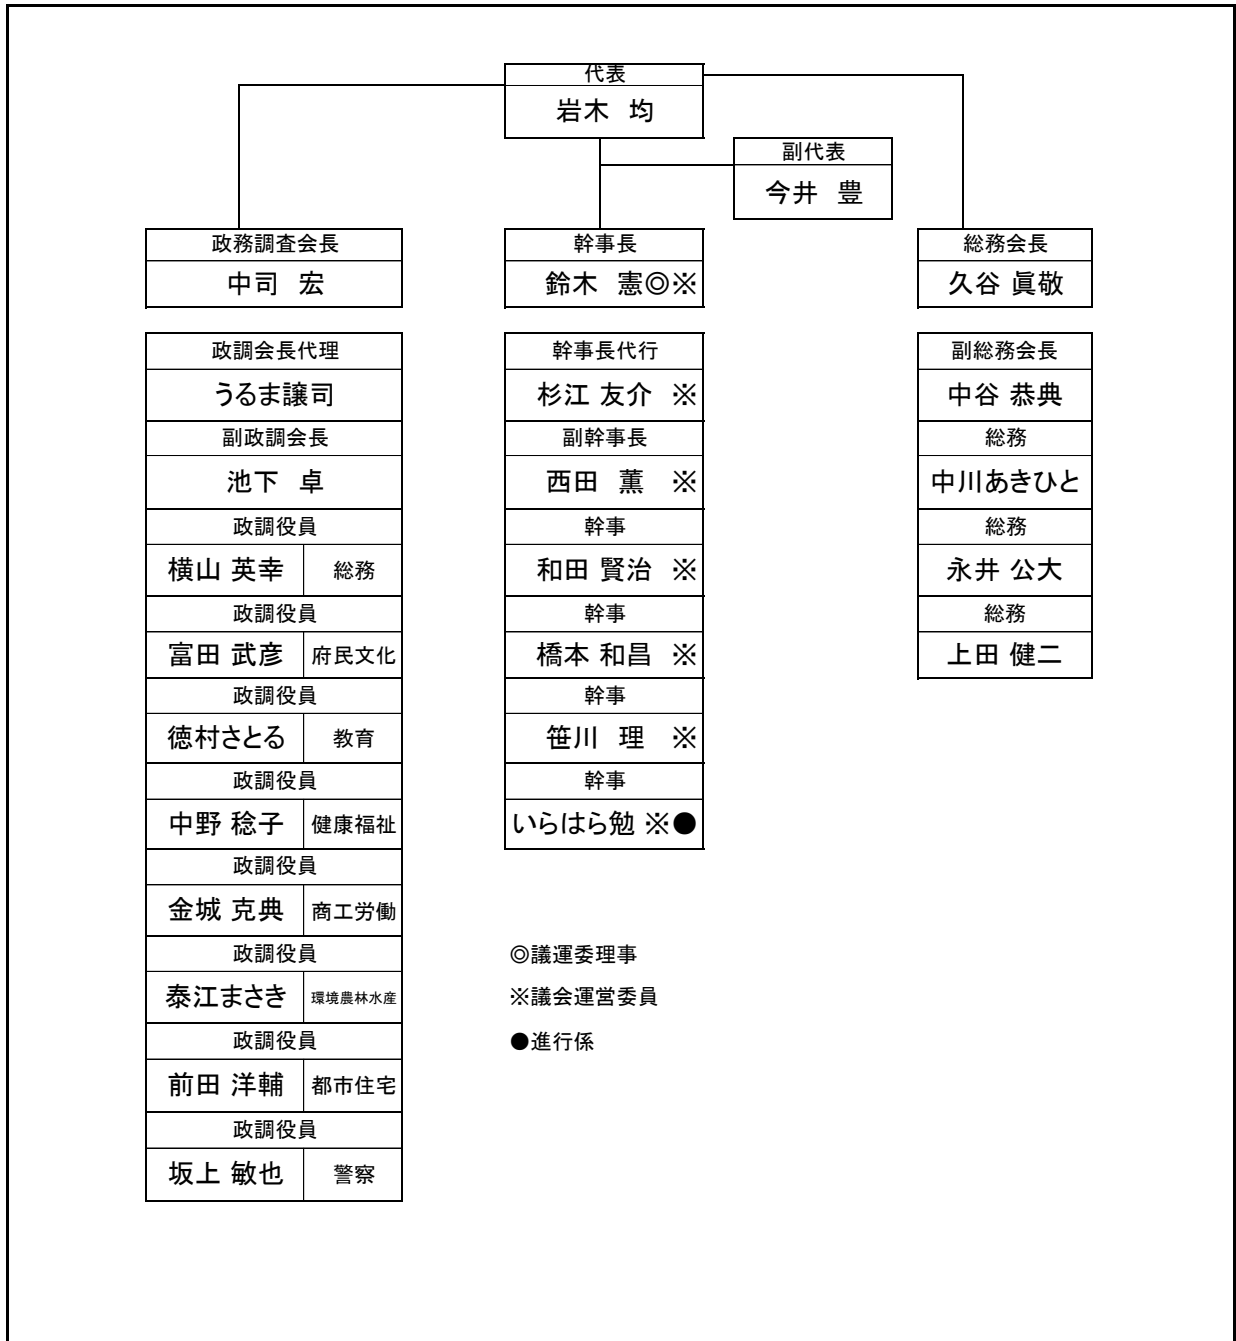 代表
岩木 均
副代表
今井 豊
政務調査会長
中司 宏
政調会長代理
うるま譲司
副政調会長
池下 卓
政調役員
横山 英幸 総務
政調役員
富田 武彦 府民文化
政調役員
徳村さとる 教育
政調役員
中野 稔子 健康福祉
政調役員
金城 克典 商工労働
政調役員
泰江まさき 環境農林水産
政調役員
前田 洋輔 都市住宅
政調役員
坂上 敏也 警察
幹事長
鈴木 憲◎※
幹事長代行
杉江 友介 ※
副幹事長
西田 薫 ※
幹事
和田 賢治 ※
幹事
橋本 和昌 ※
幹事
笹川 理 ※
幹事
いらはら勉 ※●
◎議運委理事
※議会運営委員
●進行係
総務会長
久谷 眞敬
副総務会長
中谷 恭典
総務
中川あきひと
総務
永井 公大
総務
上田 健二